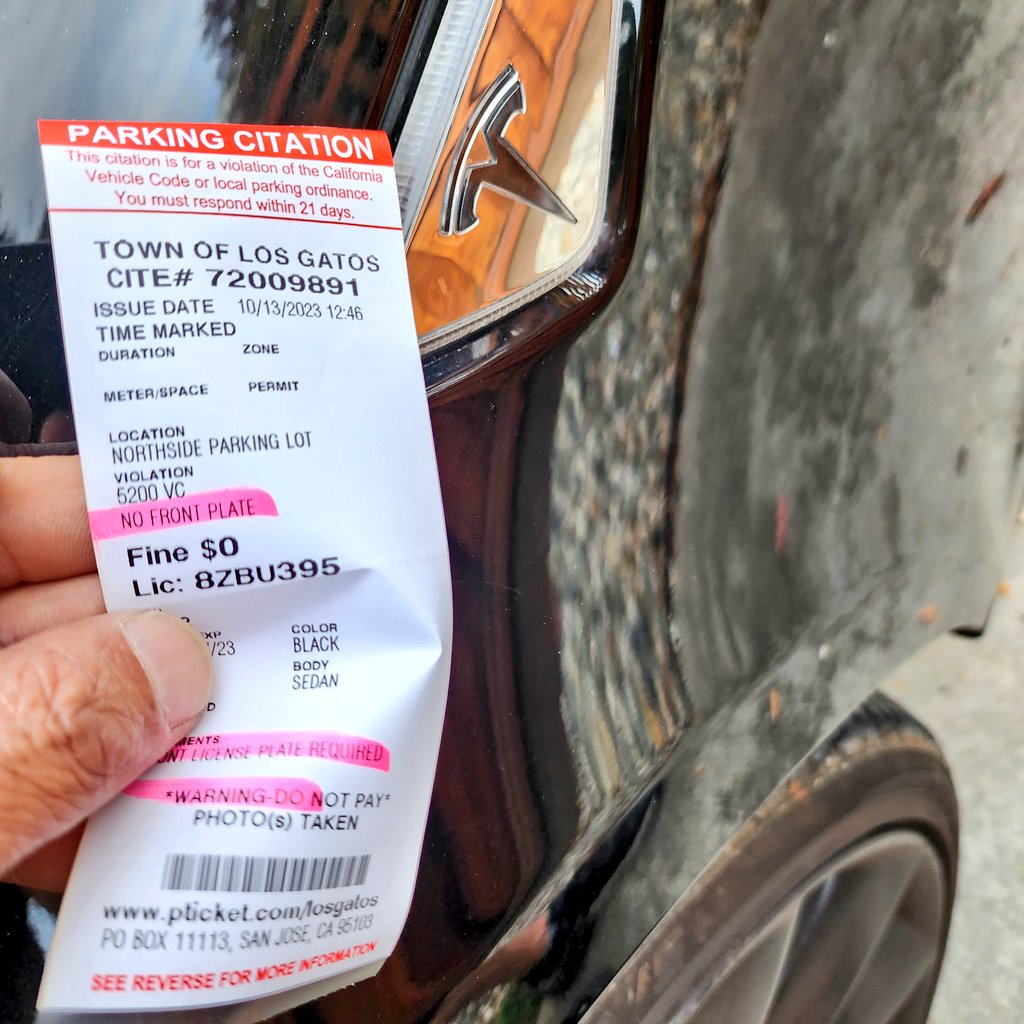 PARKING CITATION
This citation is for a violation of the California
Vehicle Code or local parking ordinance.
You must respond within 21 days.
TOWN OF LOS GATOS
CITE# 72009891
ISSUE DATE 10/13/2023 12:46
TIME MARKED
DURATION ZONE
METER/SPACE PERMIT
LOCATION
NORTHSIDE PARKING LOT
VIOLATION
5200 VC
NO FRONT PLATE
Fine $0
Lic: 8ZBU395
COLOR
/23 BLACK
BODY
SEDAN
LICENSE PLATE REQUIRED
*WARNING-DO NOT PAY*
PHOTO(s) TAKEN
www.pticket.com/losgatos
PO BOX 11113, SAN JOSE, CA 95103
SEE REVERSE FOR MORE INFORMATION